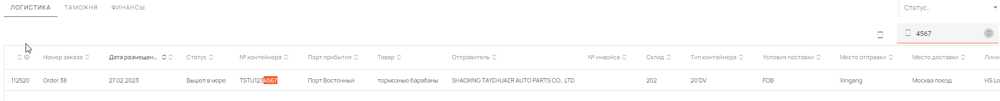 ЛОГИСТИКА ТАМОЖНЯ ФИНАНСЫ Статус..
4567
ID Номер заказа Дата размещен... Статус № контейнера Порт прибытия Товар Отправитель № инвойса Склад Тип контейнера Условия поставки Место отправки Место доставки Лини
112520 Order 38 27.02.2023 Вышел в море TSTU1234567 Порт Восточный тормозные барабаны SHAOXING TAYEHUAER AUTO PARTS CO., LTD 202 20'DV FOB Xingang Москва поезд HS Lo